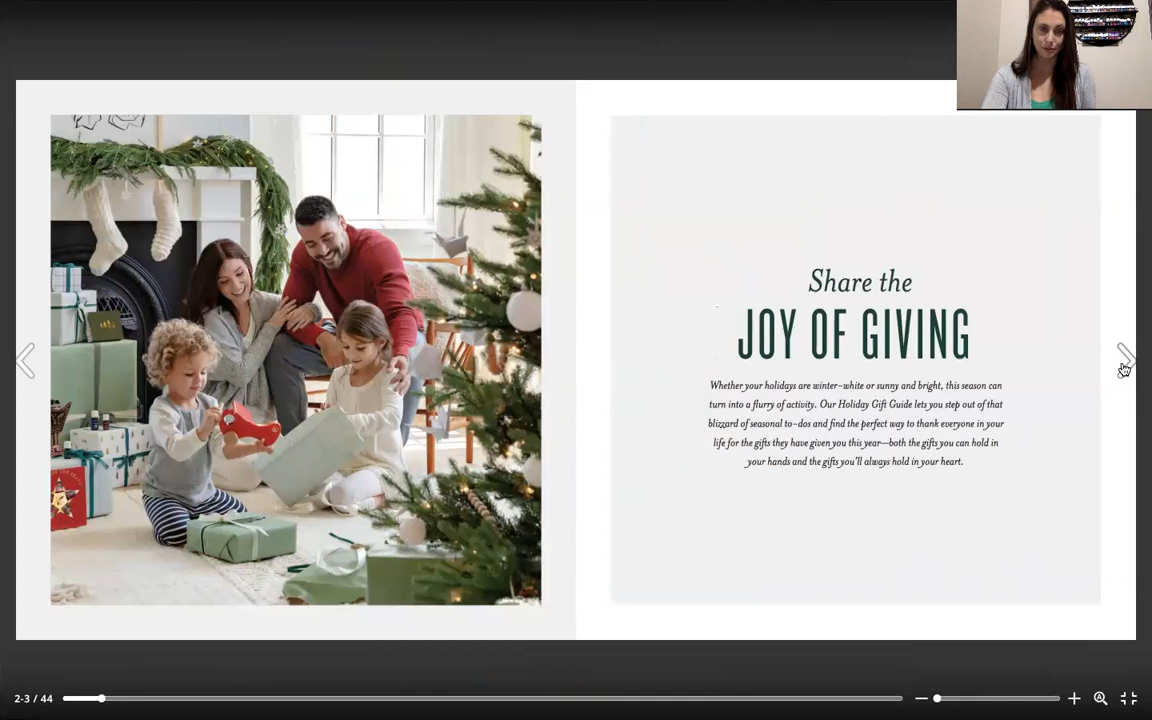 Share the
JOY OF GIVING
Whether your holidays are winter-white or sunny and bright, this season can
turn into a flurry of activity. Our Holiday Gift Guide lets you step out of that
blizzard of seasonal to-dos and find the perfect way to thank everyone in your
life for the gifts they have given you this year—both the gifts you can hold in
your hands and the gifts you'll always hold in your heart.
2-3 / 44